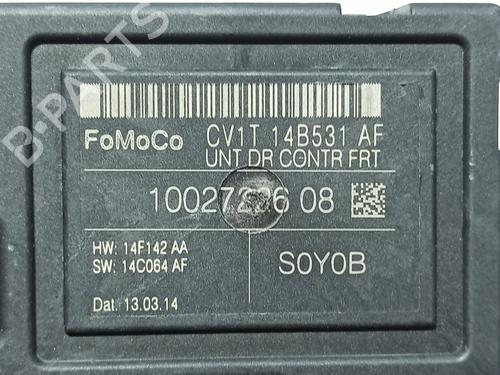 B-PARTS
FoMoCo CV1T 14B531 AF
UNT DR CONTR FRT
10027236 08
HW: 14F142 AA
SW: 14C064 AF
S0Y0B
Dat. 13.03.14